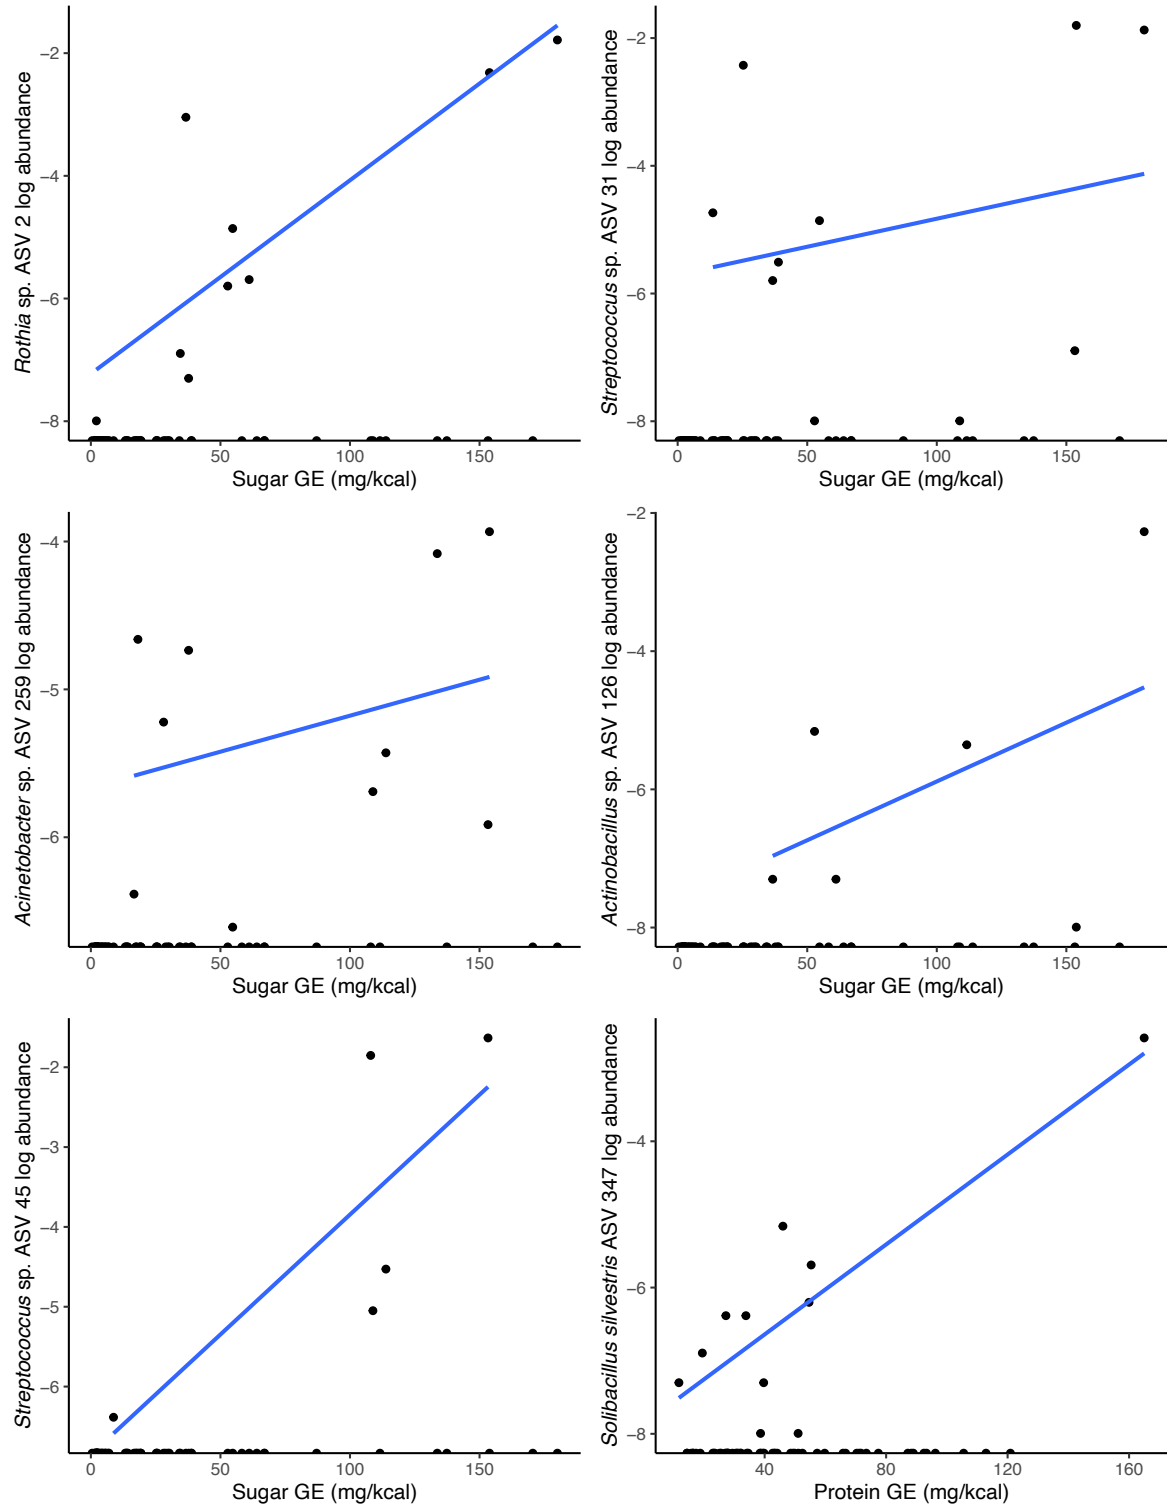 Rothia sp. ASV 2 log abundance
−2
−4
−6
−8
0 50 100 150
Sugar GE (mg/kcal)
Streptococcus sp. ASV 31 log abundance
−2
−4
−6
−8
0 50 100 150
Sugar GE (mg/kcal)
Acinetobacter sp. ASV 259 log abundance
−4
−5
−6
0 50 100 150
Sugar GE (mg/kcal)
Actinobacillus sp. ASV 126 log abundance
−2
−4
−6
−8
0 50 100 150
Sugar GE (mg/kcal)
Streptococcus sp. ASV 45 log abundance
−2
−3
−4
−5
−6
0 50 100 150
Sugar GE (mg/kcal)
Solibacillus silvestris ASV 347 log abundance
−4
−6
−8
40 80 120 160
Protein GE (mg/kcal)